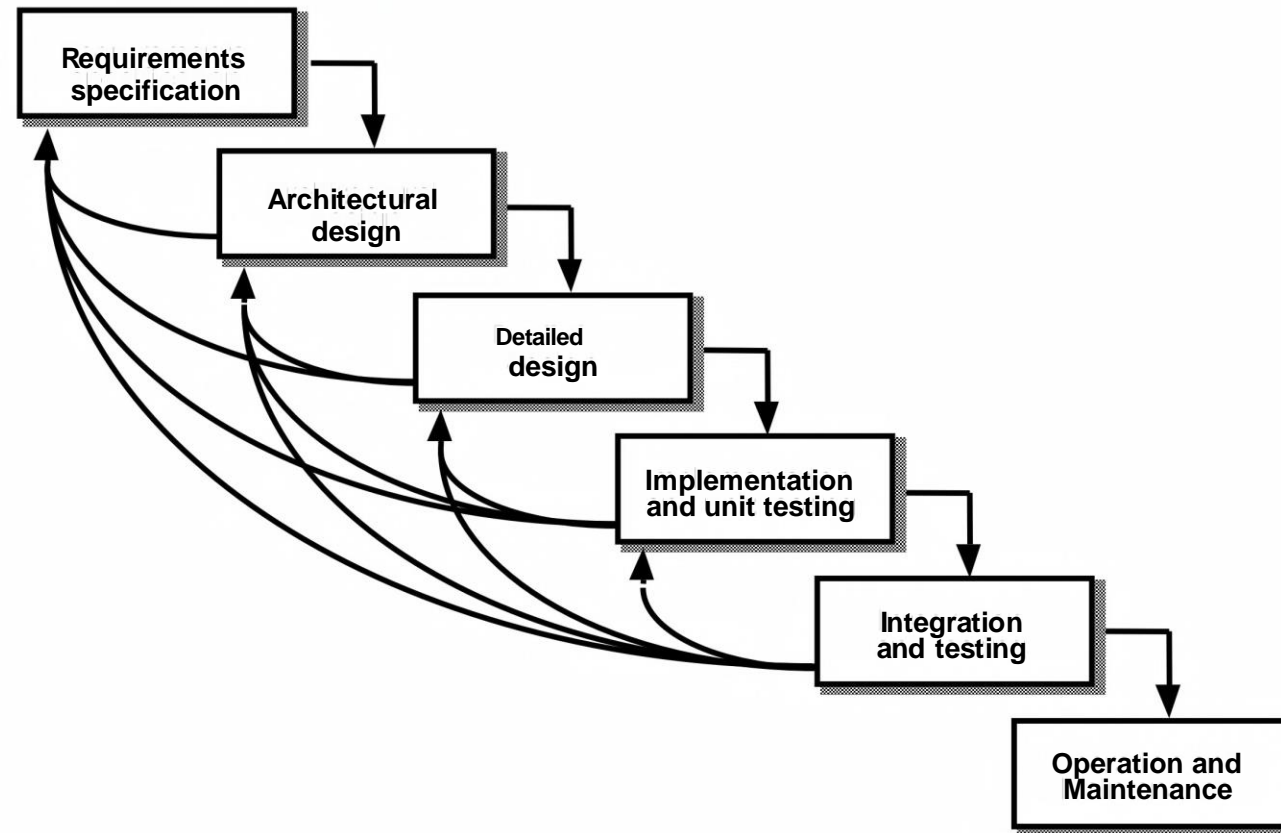 Requirements
specification
Architectural
design
Detailed
design
Implementation
and unit testing
Integration
and testing
Operation and
Maintenance